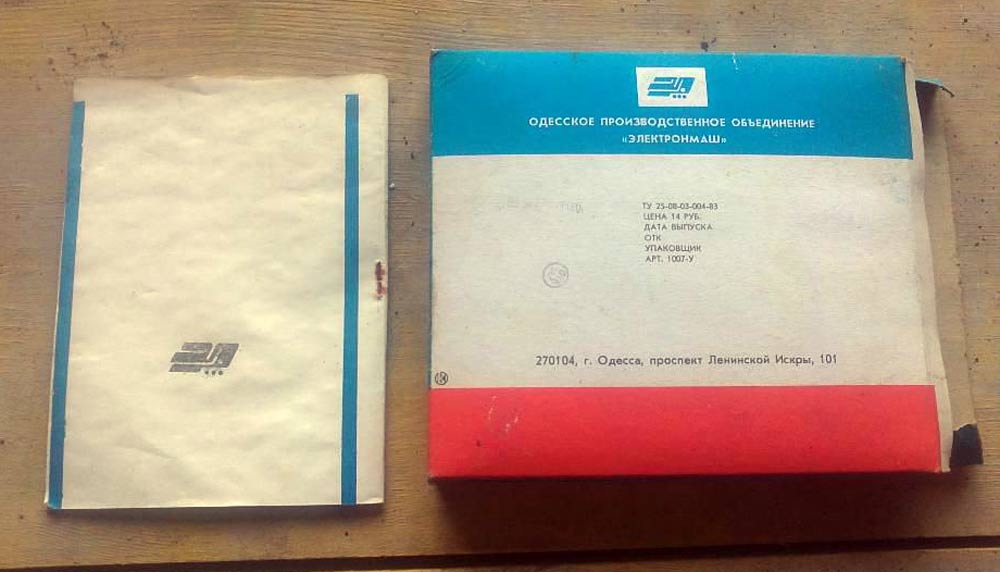 ОДЕССКОЕ ПРОИЗВОДСТВЕННОЕ ОБЪЕДИНЕНИЕ
«ЭЛЕКТРОНМАШ»
ТУ 25-08-03-004-83
ЦЕНА 14 РУБ.
ДАТА ВЫПУСКА
ОТК
УПАКОВЩИК
АРТ. 1007-У
270104, г. Одесса, проспект Ленинской Искры, 101